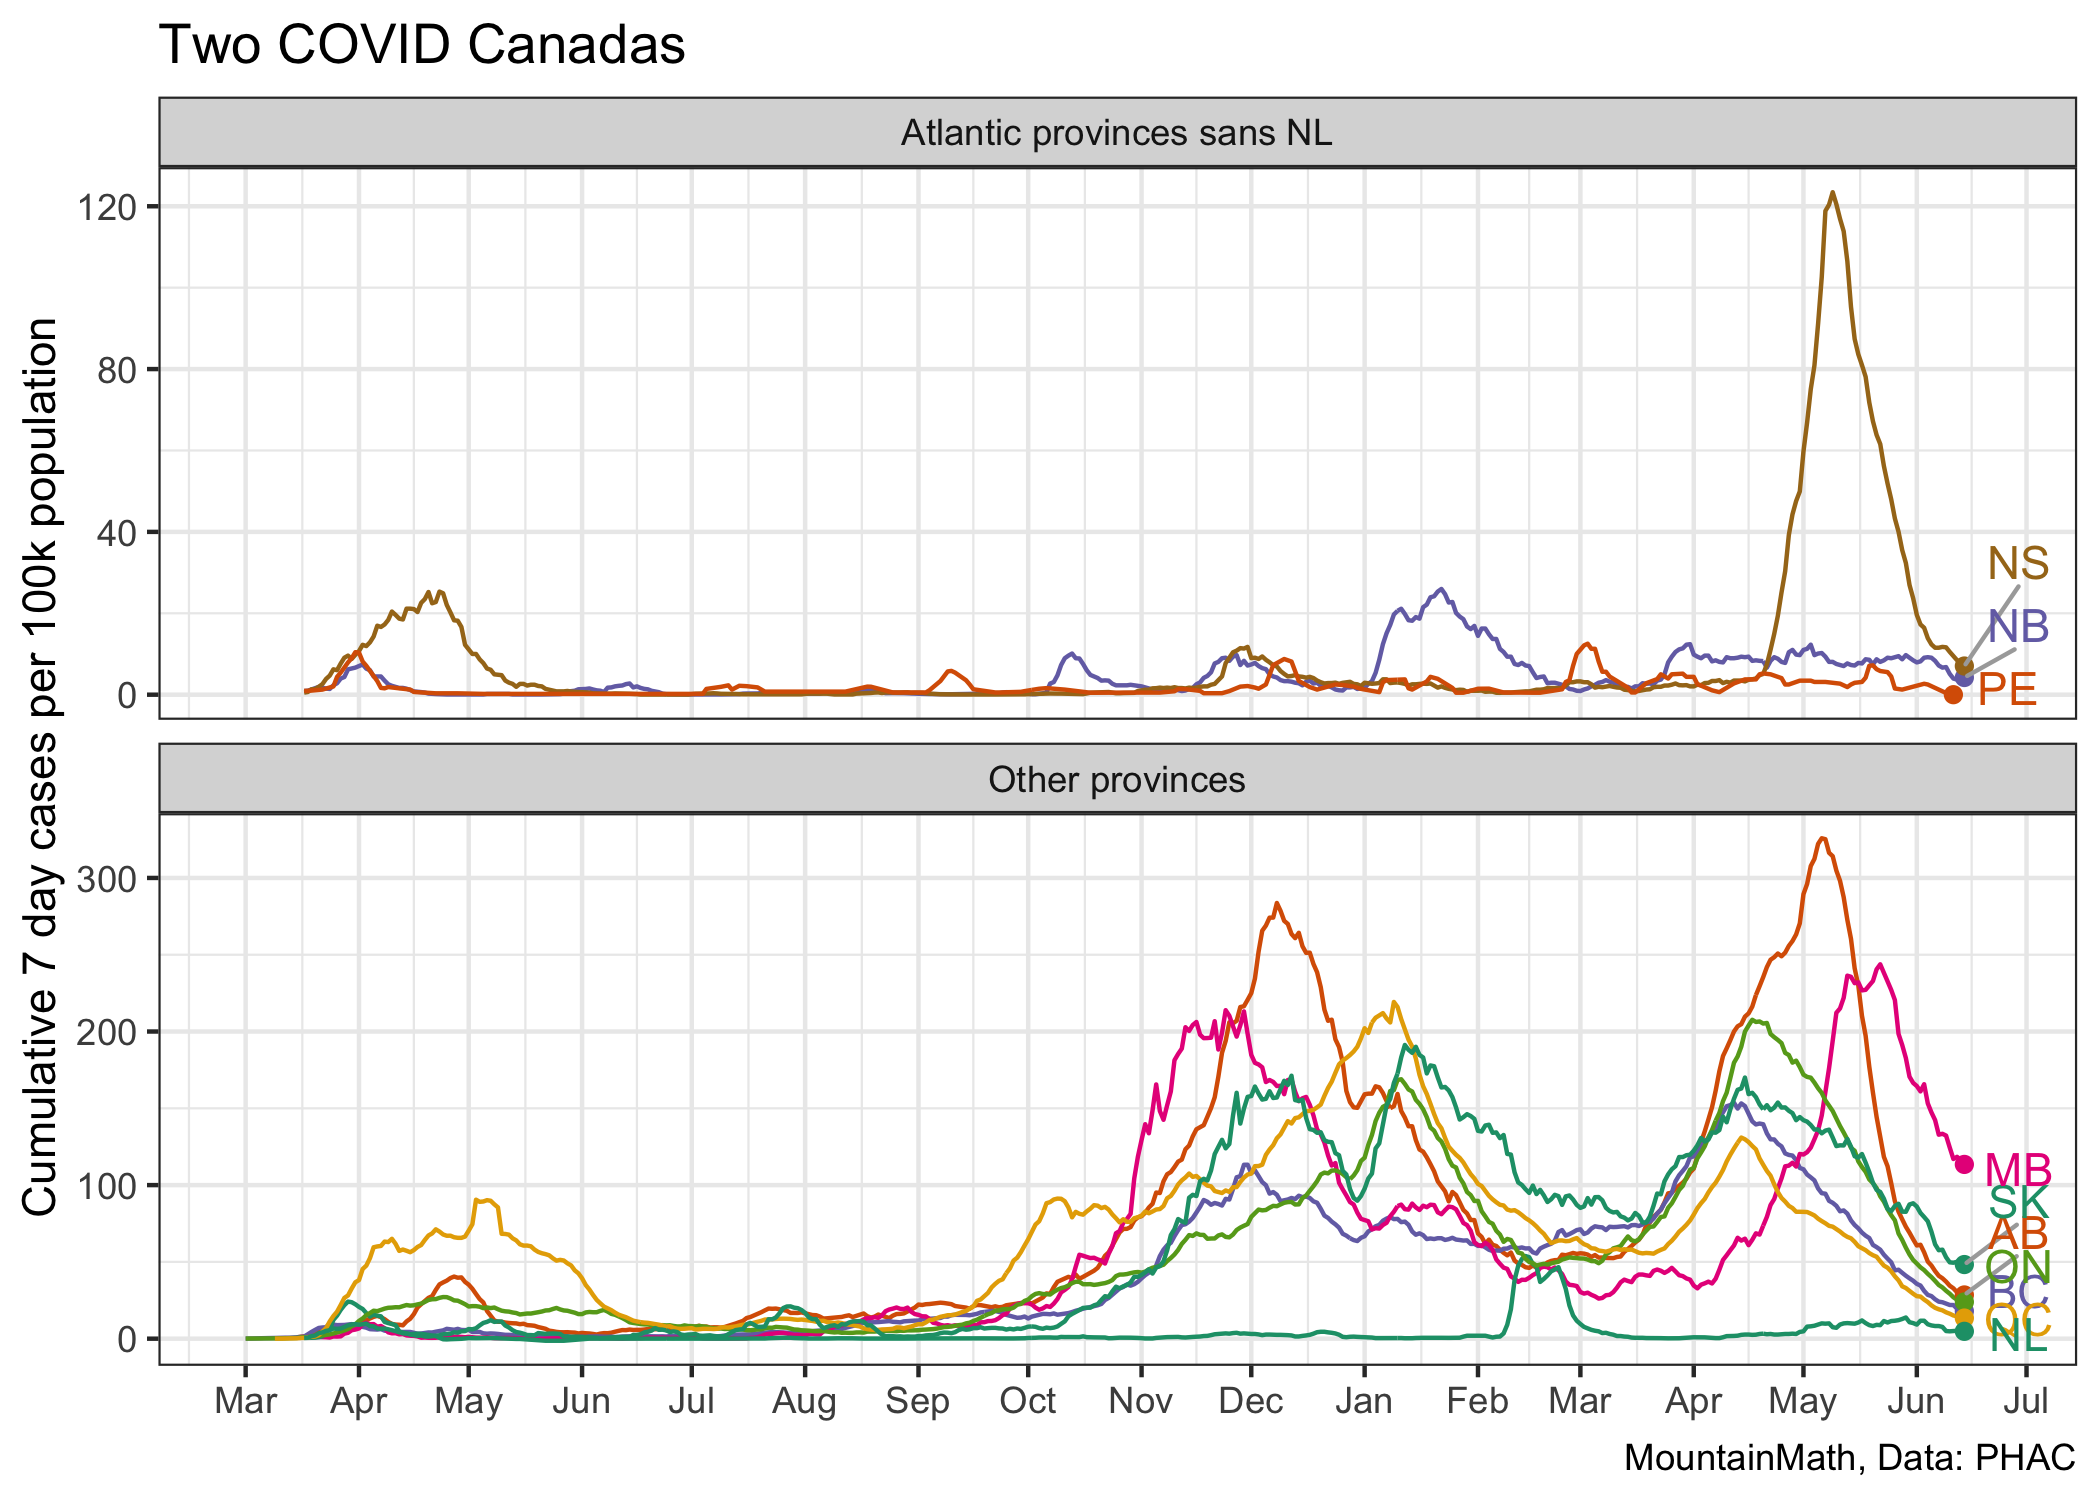 Two COVID Canadas
Atlantic provinces sans NL
120
80
40
0
NS
NB
PE
Cumulative 7 day cases per 100k population
Other provinces
300
200
100
0
MB
SK
AB
ON
BC
QC
NL
Mar Apr May Jun Jul Aug Sep Oct Nov Dec Jan Feb Mar Apr May Jun Jul
MountainMath, Data: PHAC